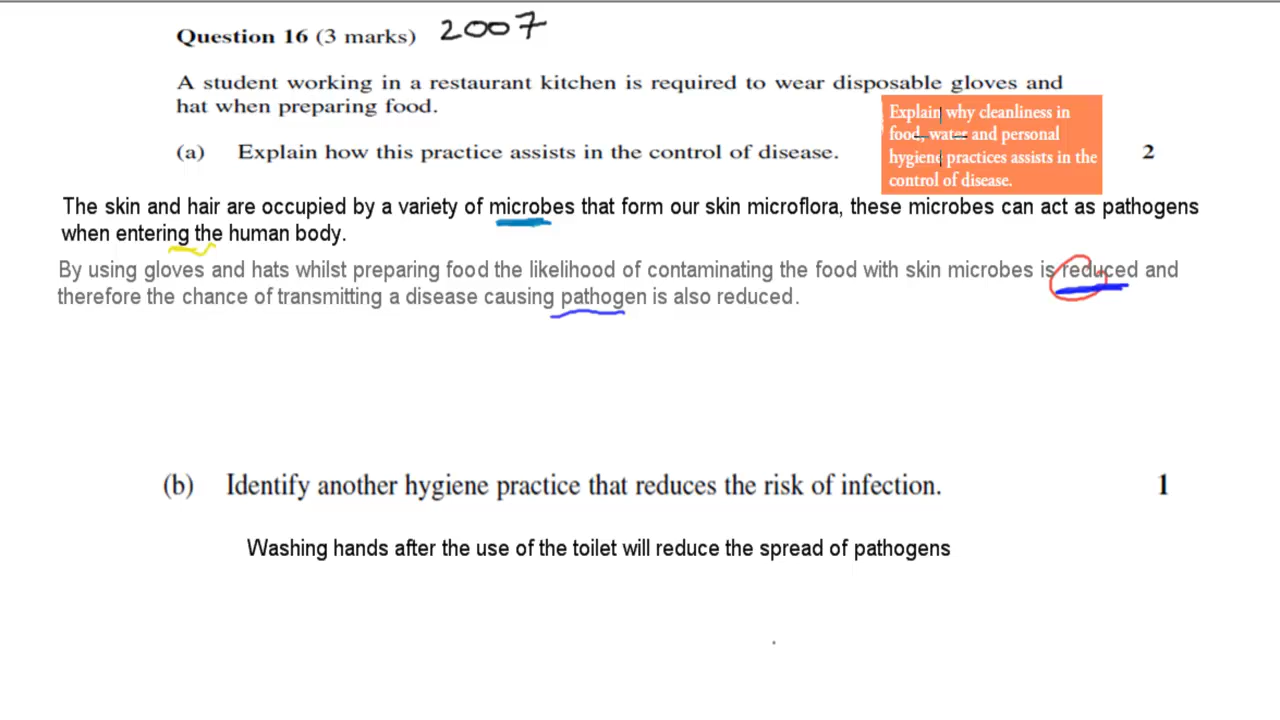 Question 16 (3 marks) 2007
A student working in a restaurant kitchen is required to wear disposable gloves and
hat when preparing food.
Explain why cleanliness in
food, water and personal
hygiene practices assists in the
control of disease.
(a) Explain how this practice assists in the control of disease. 2
The skin and hair are occupied by a variety of microbes that form our skin microflora, these microbes can act as pathogens
when entering the human body.
By using gloves and hats whilst preparing food the likelihood of contaminating the food with skin microbes is reduced and
therefore the chance of transmitting a disease causing pathogen is also reduced.
(b) Identify another hygiene practice that reduces the risk of infection. 1
Washing hands after the use of the toilet will reduce the spread of pathogens